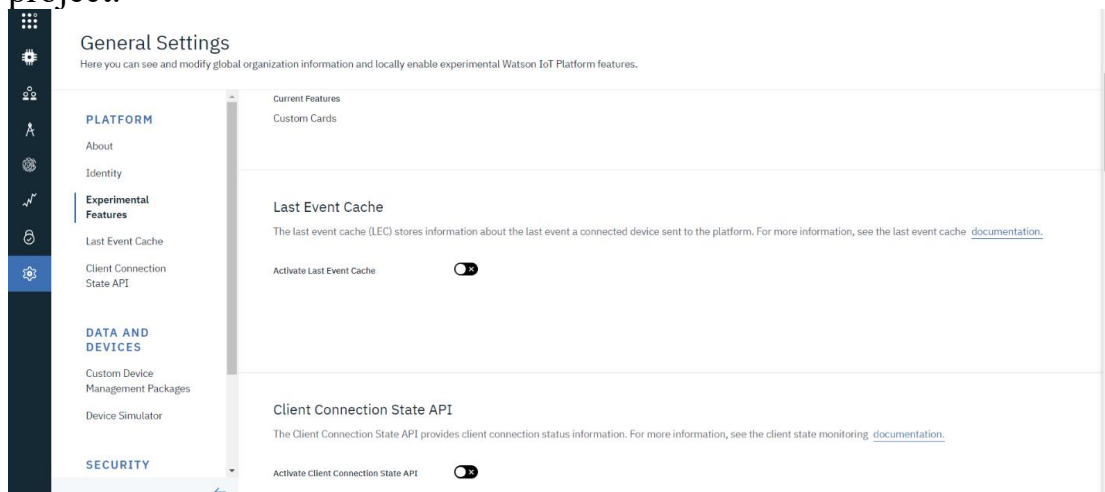 project.
General Settings
Here you can see and modify global organization information and locally enable experimental Watson IoT Platform features.
PLATFORM
About
Identity
Experimental
Features
Last Event Cache
Client Connection
State API
DATA AND
DEVICES
Custom Device
Management Packages
Device Simulator
SECURITY
Current Features
Custom Cards
Last Event Cache
The last event cache (LEC) stores information about the last event a connected device sent to the platform. For more information, see the last event cache documentation.
Activate Last Event Cache
Client Connection State API
The Client Connection State API provides client connection status information. For more information, see the client state monitoring documentation.
Activate Client Connection State API